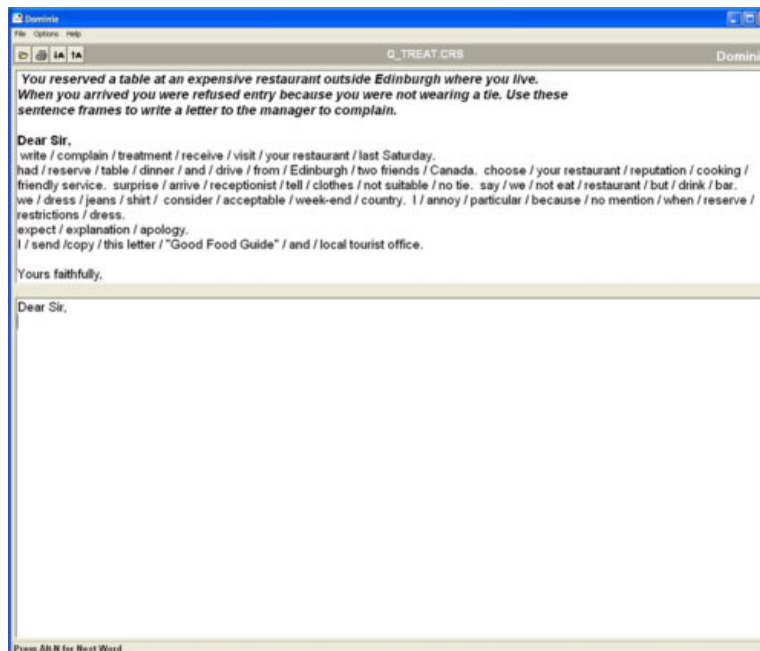 Dominie
File Options Help
Q_TREAT.CRS
Domini
You reserved a table at an expensive restaurant outside Edinburgh where you live.
When you arrived you were refused entry because you were not wearing a tie. Use these
sentence frames to write a letter to the manager to complain.
Dear Sir,
write / complain / treatment / receive / visit / your restaurant / last Saturday.
had / reserve / table / dinner / and / drive / from / Edinburgh / two friends / Canada. choose / your restaurant / reputation / cooking /
friendly service. surprise / arrive / receptionist / tell / clothes / not suitable / no tie. say / we / not eat / restaurant / but / drink / bar.
we / dress / jeans / shirt / consider / acceptable / week-end / country. I / annoy / particular / because / no mention / when / reserve /
restrictions / dress.
expect / explanation / apology.
I / send /copy / this letter / "Good Food Guide" / and / local tourist office.
Yours faithfully,
Dear Sir,
Press Alt-N for Next Word